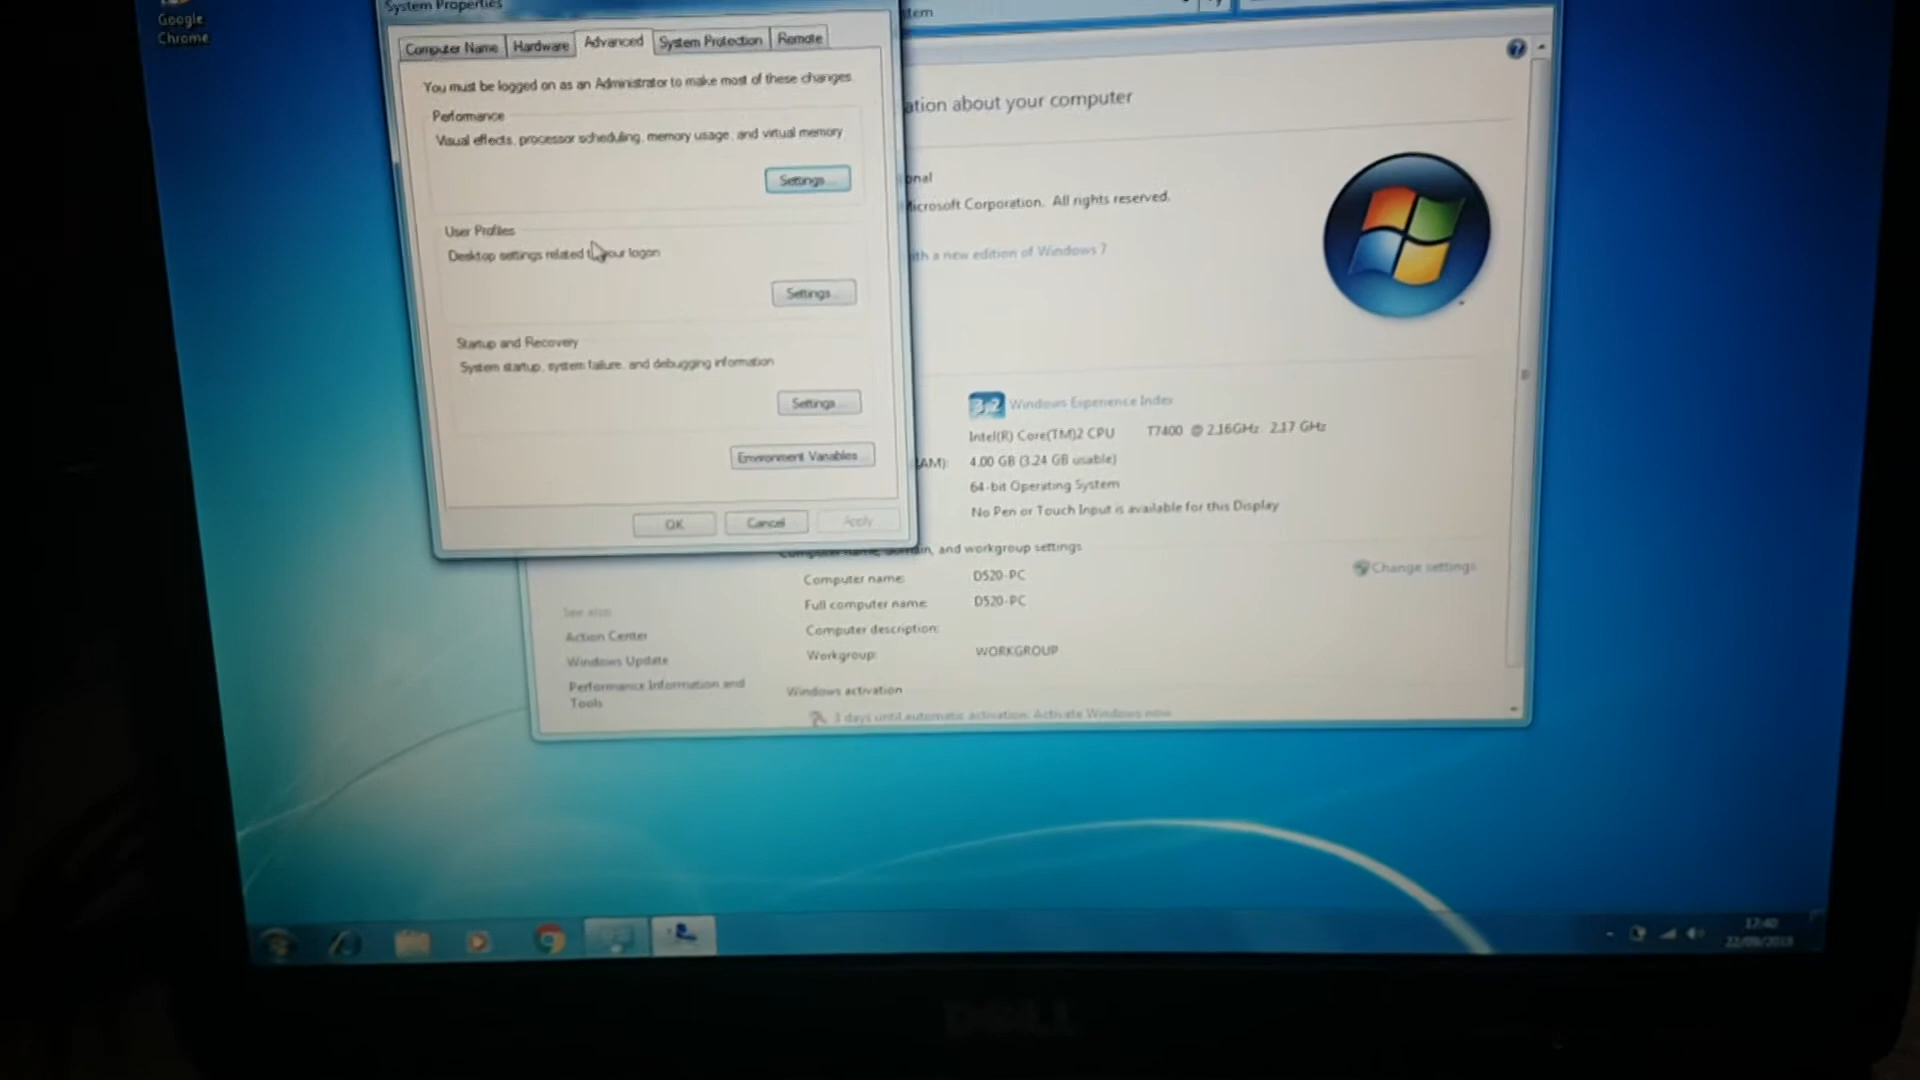 Google
Chrome
System Properties
Computer Name
Hardware
Advanced
System Protection
Remote
You must be logged on as an Administrator to make most of these changes.
Performance
Visual effects, processor scheduling, memory usage, and virtual memory
Settings...
User Profiles
Desktop settings related your logon
Settings...
Startup and Recovery
System startup, system failure, and debugging information
Settings...
Environment Variables...
OK
Cancel
Apply
tem
ation about your computer
onal
Microsoft Corporation. All rights reserved.
ith a new edition of Windows 7
3.2 Windows Experience Index
Intel(R) Core(TM)2 CPU T7400 @ 2.16GHz 2.17 GHz
AM): 4.00 GB (3.24 GB usable)
64-bit Operating System
No Pen or Touch Input is available for this Display
Computer name, domain, and workgroup settings
Computer name: D520-PC
Change settings
Full computer name: D520-PC
Computer description:
Workgroup: WORKGROUP
Windows activation
3 days until automatic activation. Activate Windows now
See also
Action Center
Windows Update
Performance Information and
Tools
17:40
DELL